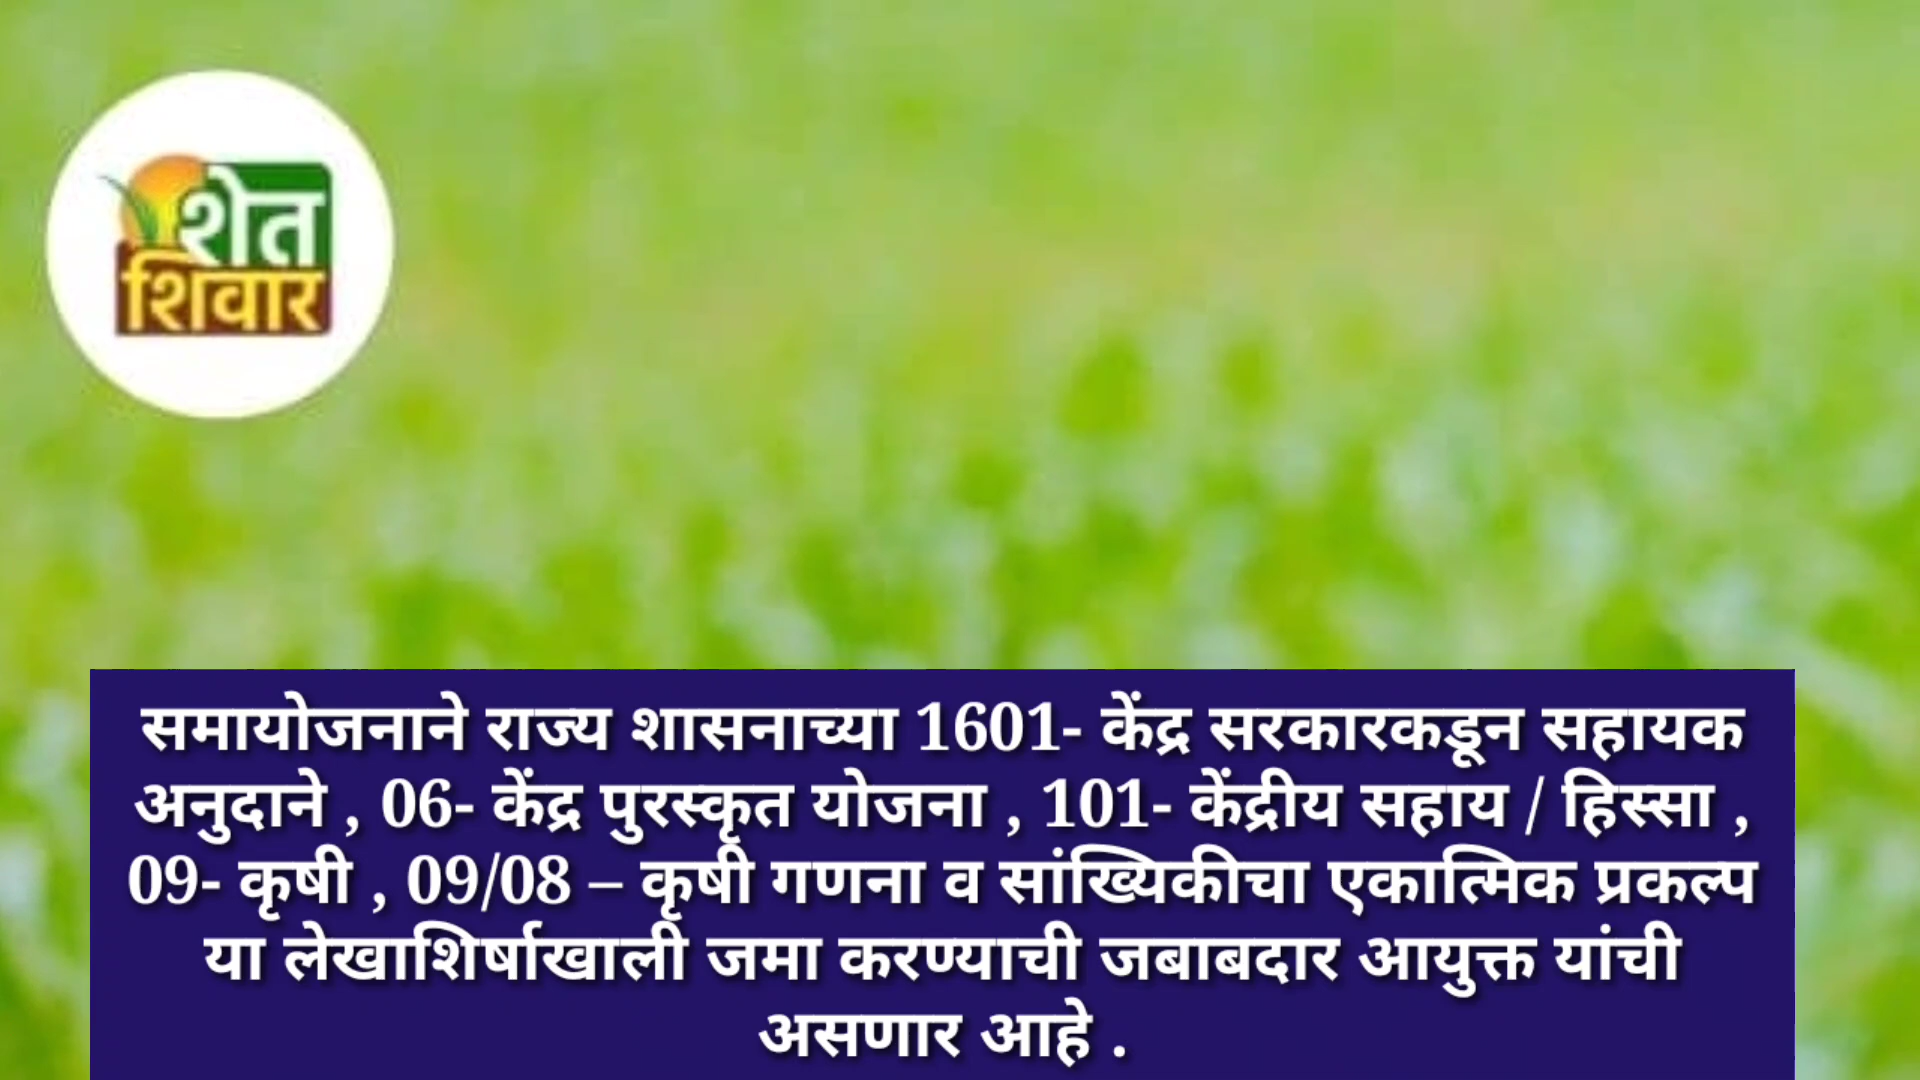 शेत
शिवार
समायोजनाने राज्य शासनाच्या 1601- केंद्र सरकारकडून सहायक
अनुदाने , 06- केंद्र पुरस्कृत योजना , 101- केंद्रीय सहाय / हिस्सा ,
09- कृषी , 09/08 – कृषी गणना व सांख्यिकीचा एकात्मिक प्रकल्प
या लेखाशिर्षाखाली जमा करण्याची जबाबदार आयुक्त यांची
असणार आहे .